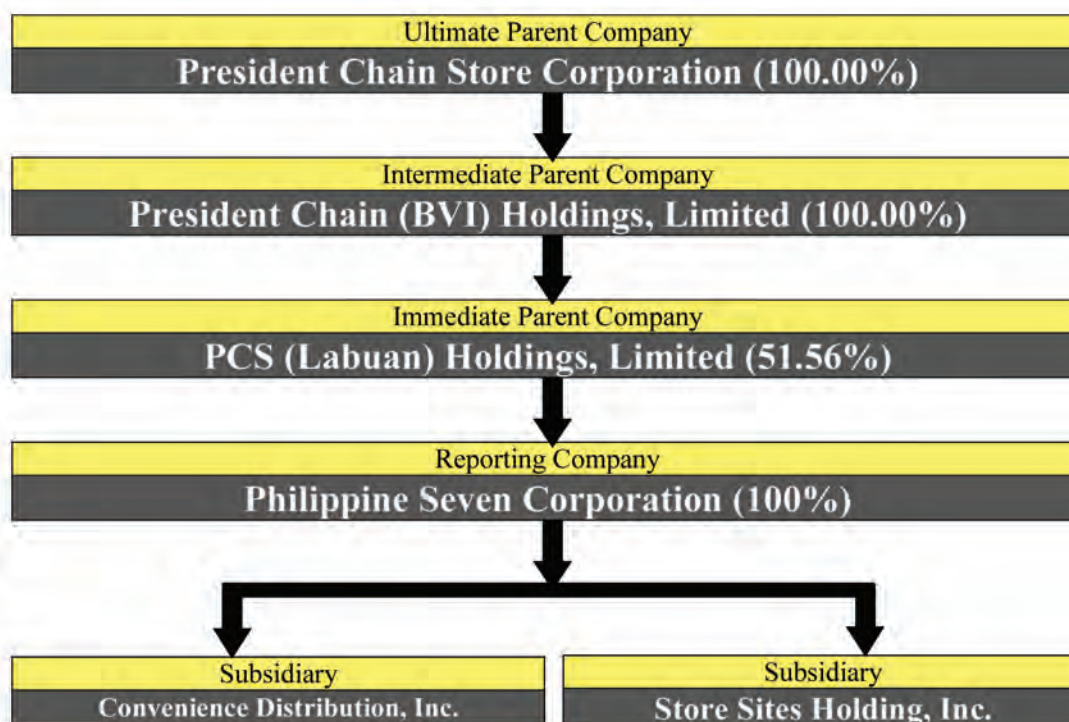 Ultimate Parent Company
President Chain Store Corporation (100.00%)
Intermediate Parent Company
President Chain (BVI) Holdings, Limited (100.00%)
Immediate Parent Company
PCS (Labuan) Holdings, Limited (51.56%)
Reporting Company
Philippine Seven Corporation (100%)
Subsidiary
Convenience Distribution, Inc.
Subsidiary
Store Sites Holding, Inc.